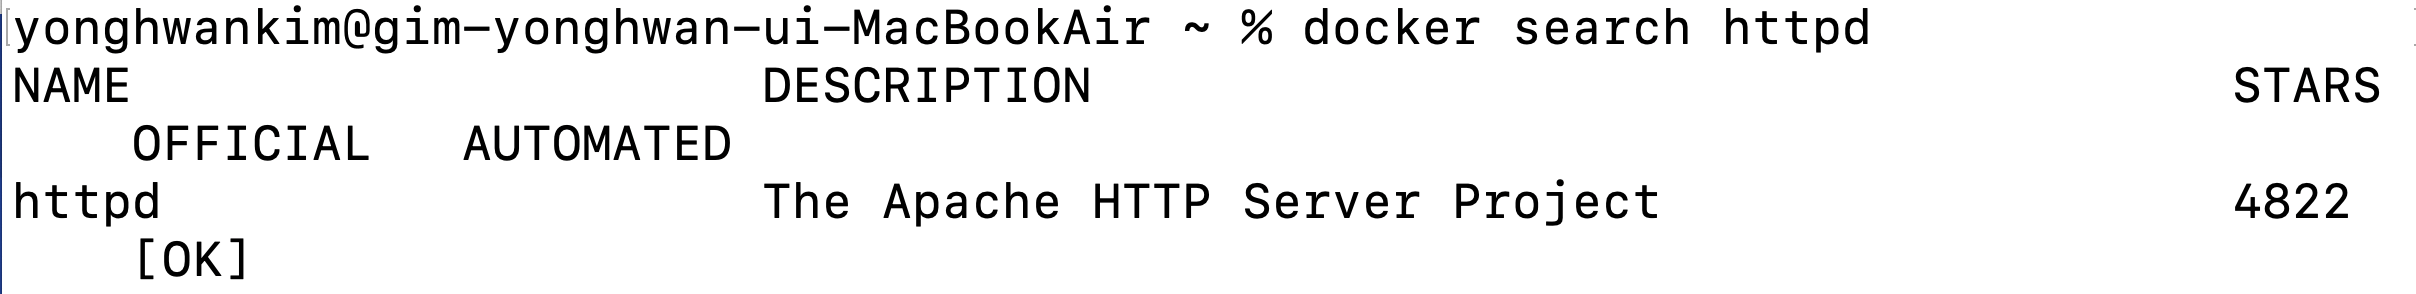 yonghwankim@gim-yonghwan-ui-MacBookAir ~ % docker search httpd
NAME DESCRIPTION STARS
OFFICIAL AUTOMATED
httpd The Apache HTTP Server Project 4822
[OK]